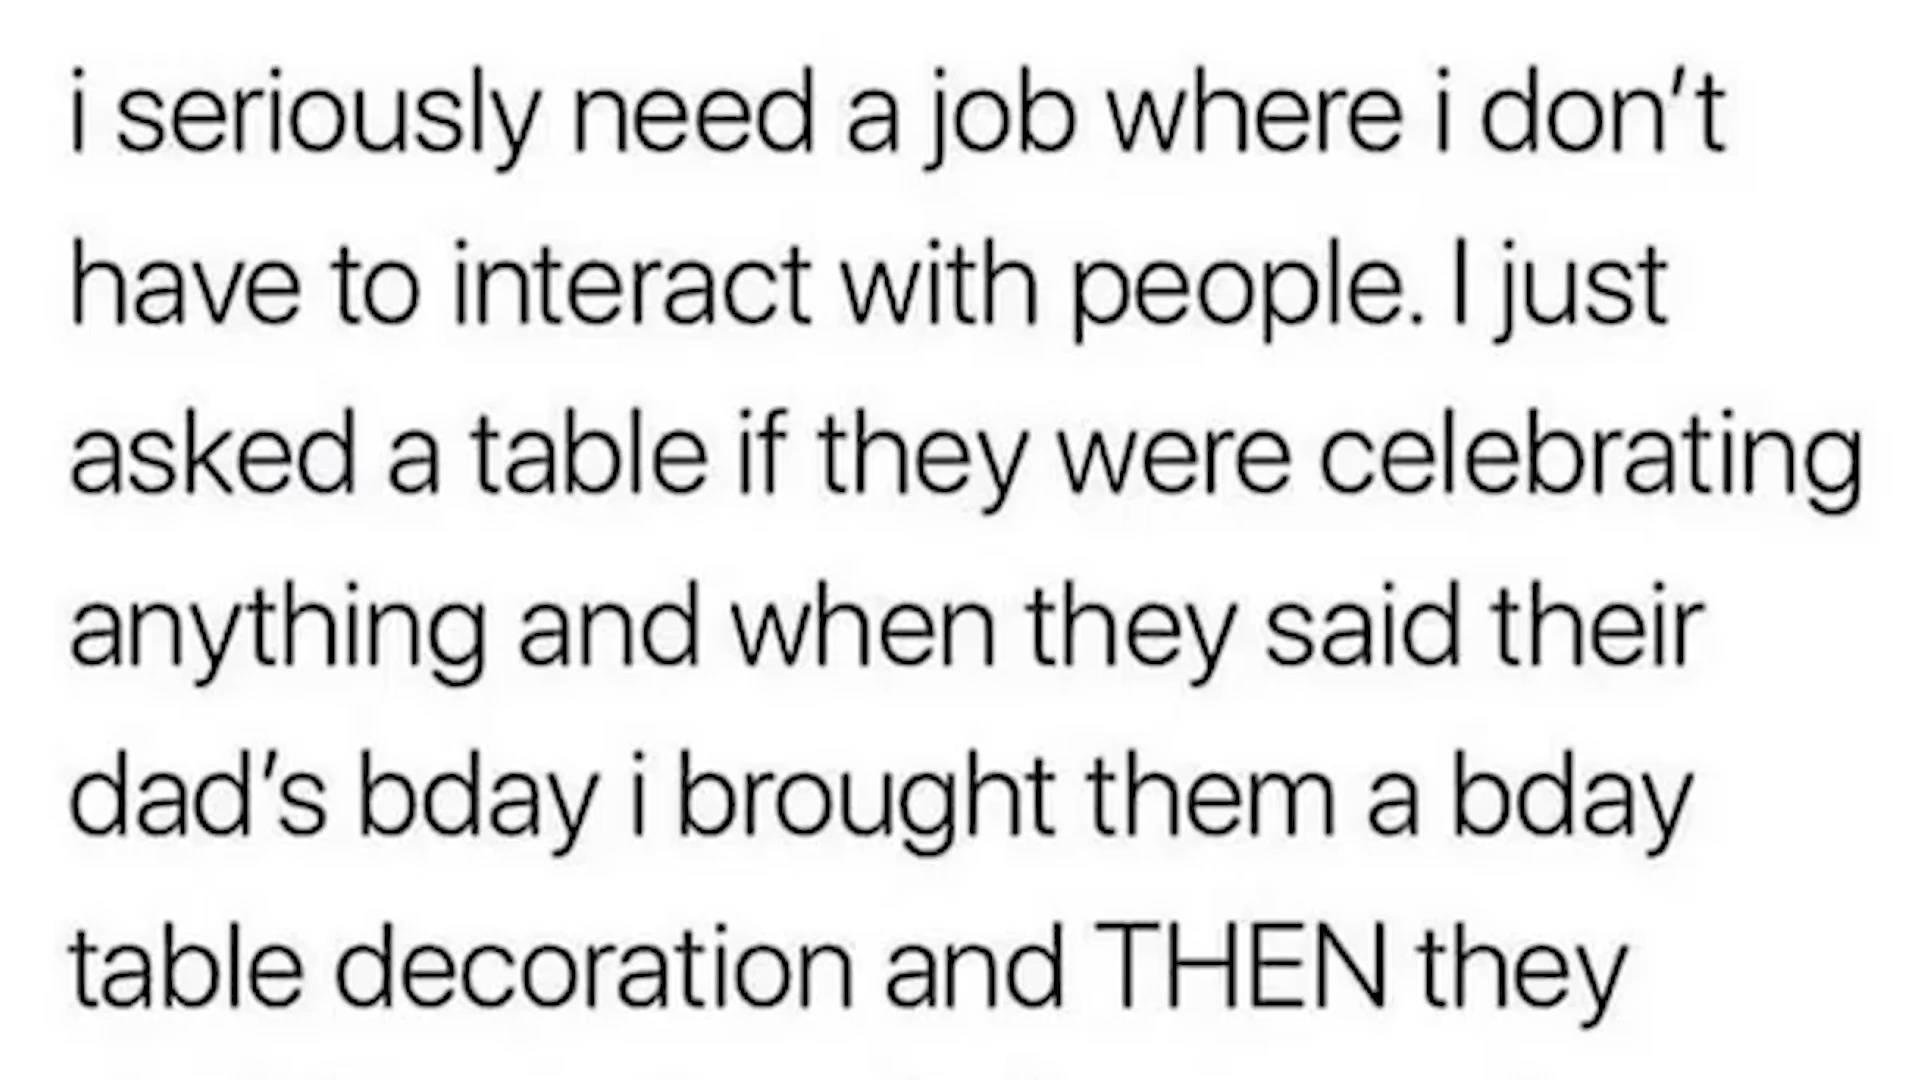 i seriously need a job where i don’t
have to interact with people. I just
asked a table if they were celebrating
anything and when they said their
dad’s bday i brought them a bday
table decoration and THEN they